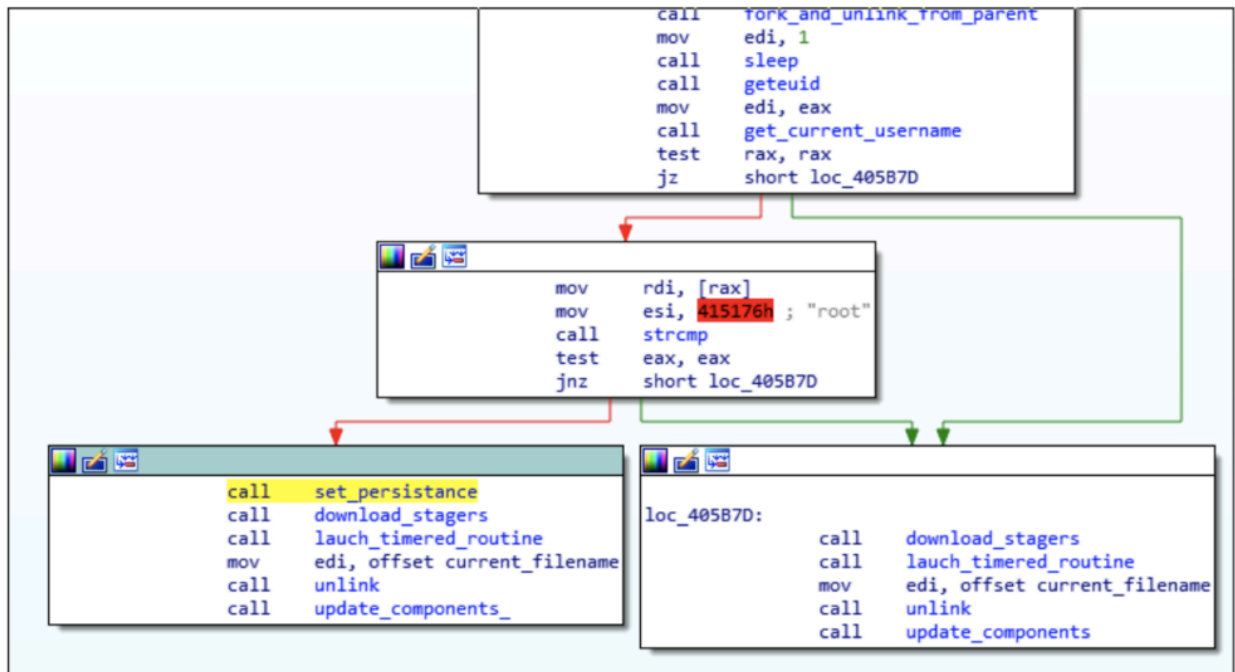 call fork_and_unlink_from_parent
mov edi, 1
call sleep
call geteuid
mov edi, eax
call get_current_username
test rax, rax
jz short loc_405B7D
mov rdi, [rax]
mov esi, 415176h ; "root"
call strcmp
test eax, eax
jnz short loc_405B7D
call set_persistance
call download_stagers
call lauch_timered_routine
mov edi, offset current_filename
call unlink
call update_components_
loc_405B7D:
call download_stagers
call lauch_timered_routine
mov edi, offset current_filename
call unlink
call update_components